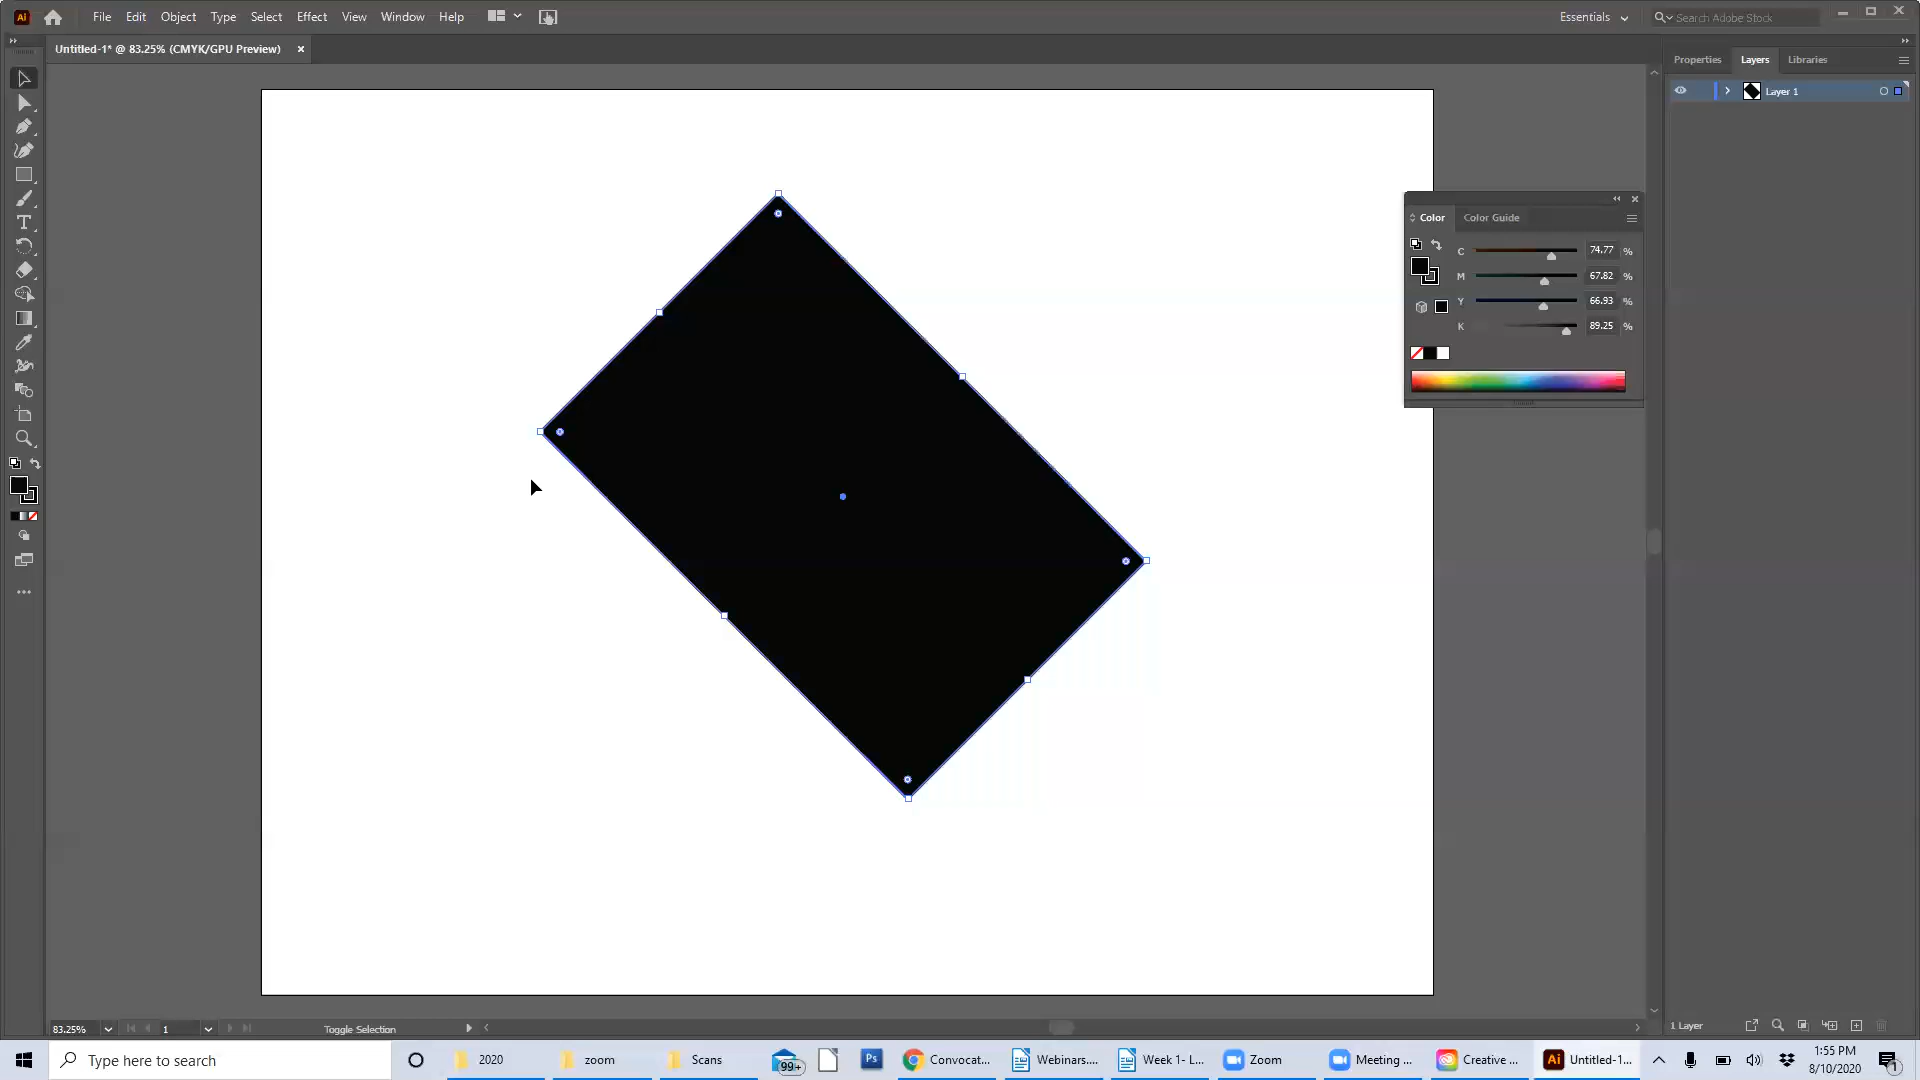 Ai File Edit Object Type Select Effect View Window Help Essentials Search Adobe Stock
Untitled-1* @ 83.25% (CMYK/GPU Preview) ×
Properties Layers Libraries
Layer 1
Color Color Guide
C 74.77 %
M 67.82 %
Y 66.93 %
K 89.25 %
T
83.25% 1 Toggle Selection
1 Layer
Type here to search 2020 zoom Scans 99+ Ps Convocat... Webinars.... Week 1- L... Zoom Meeting ... Creative ... Ai Untitled-1...
1:55 PM
8/10/2020 1